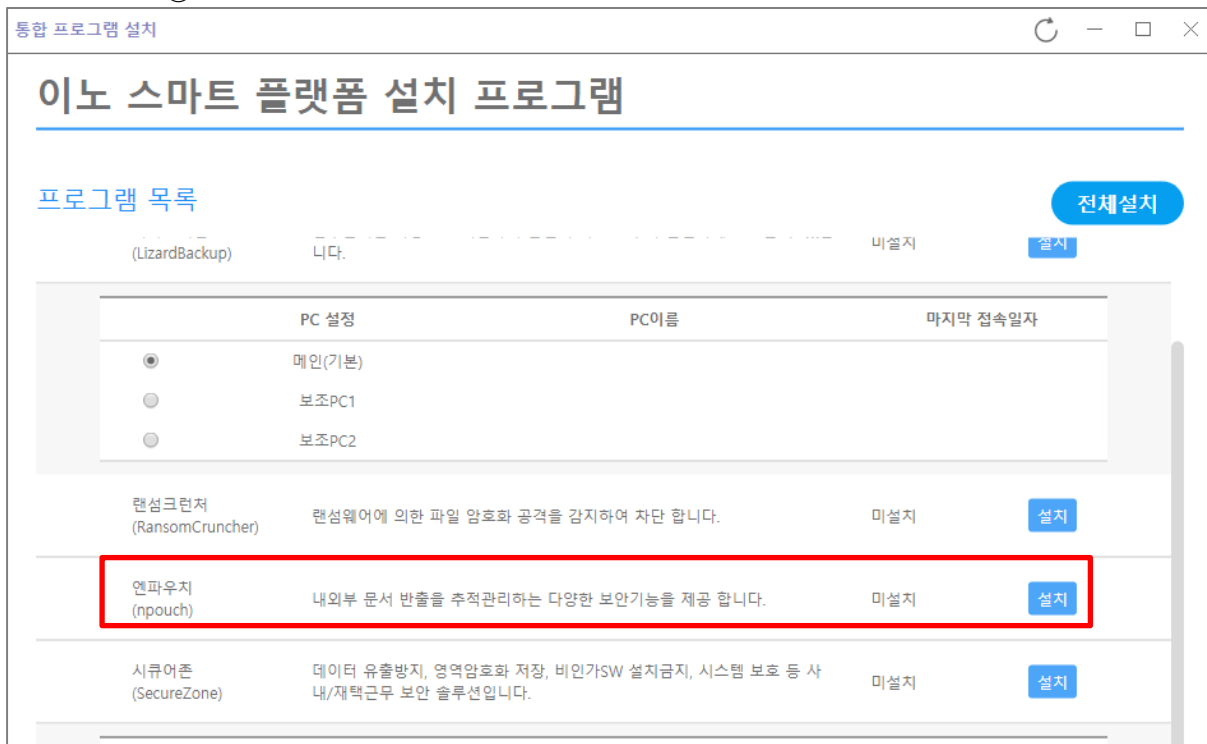 통합 프로그램 설치
이노 스마트 플랫폼 설치 프로그램
프로그램 목록
전체설치
(LizardBackup)
니다.
미설치
설치
PC 설정 PC이름 마지막 접속일자
메인(기본)
보조PC1
보조PC2
랜섬크런처
(RansomCruncher)
랜섬웨어에 의한 파일 암호화 공격을 감지하여 차단 합니다.
미설치
설치
엔파우치
(npouch)
내외부 문서 반출을 추적관리하는 다양한 보안기능을 제공 합니다.
미설치
설치
시큐어존
(SecureZone)
데이터 유출방지, 영역암호화 저장, 비인가SW 설치금지, 시스템 보호 등 사
내/재택근무 보안 솔루션입니다.
미설치
설치